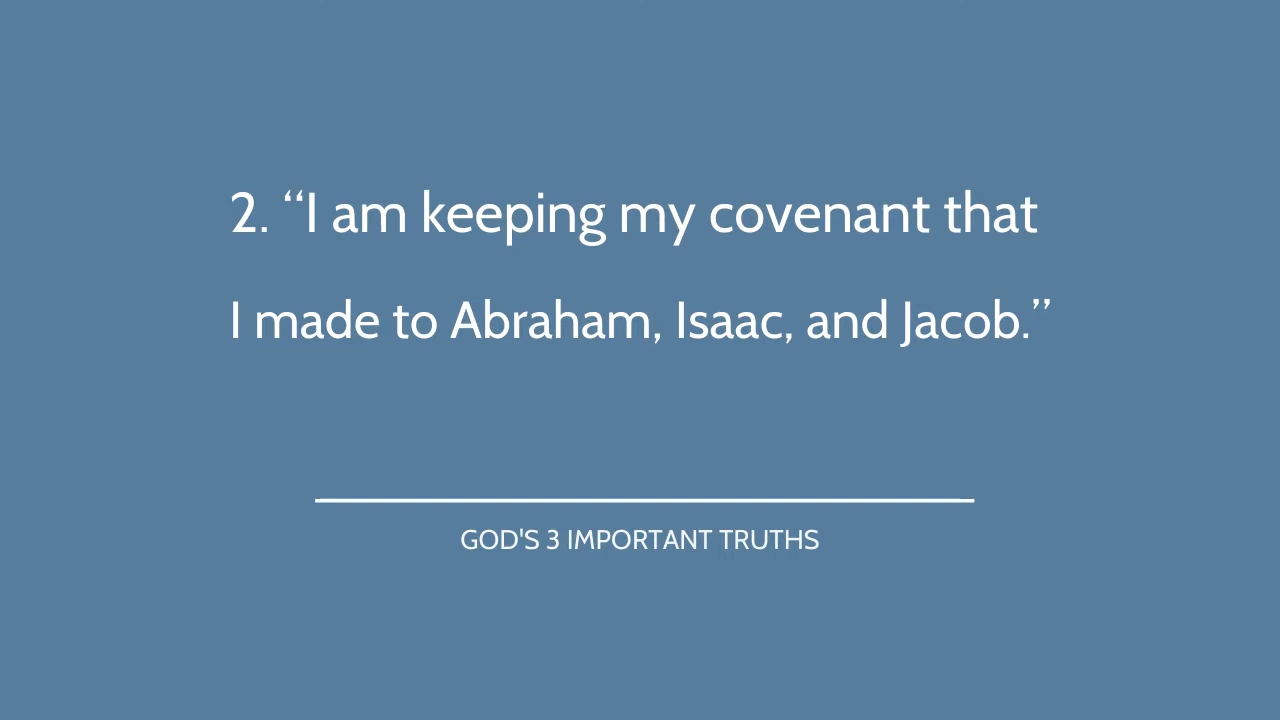 2. “I am keeping my covenant that
I made to Abraham, Isaac, and Jacob.”
GOD'S 3 IMPORTANT TRUTHS